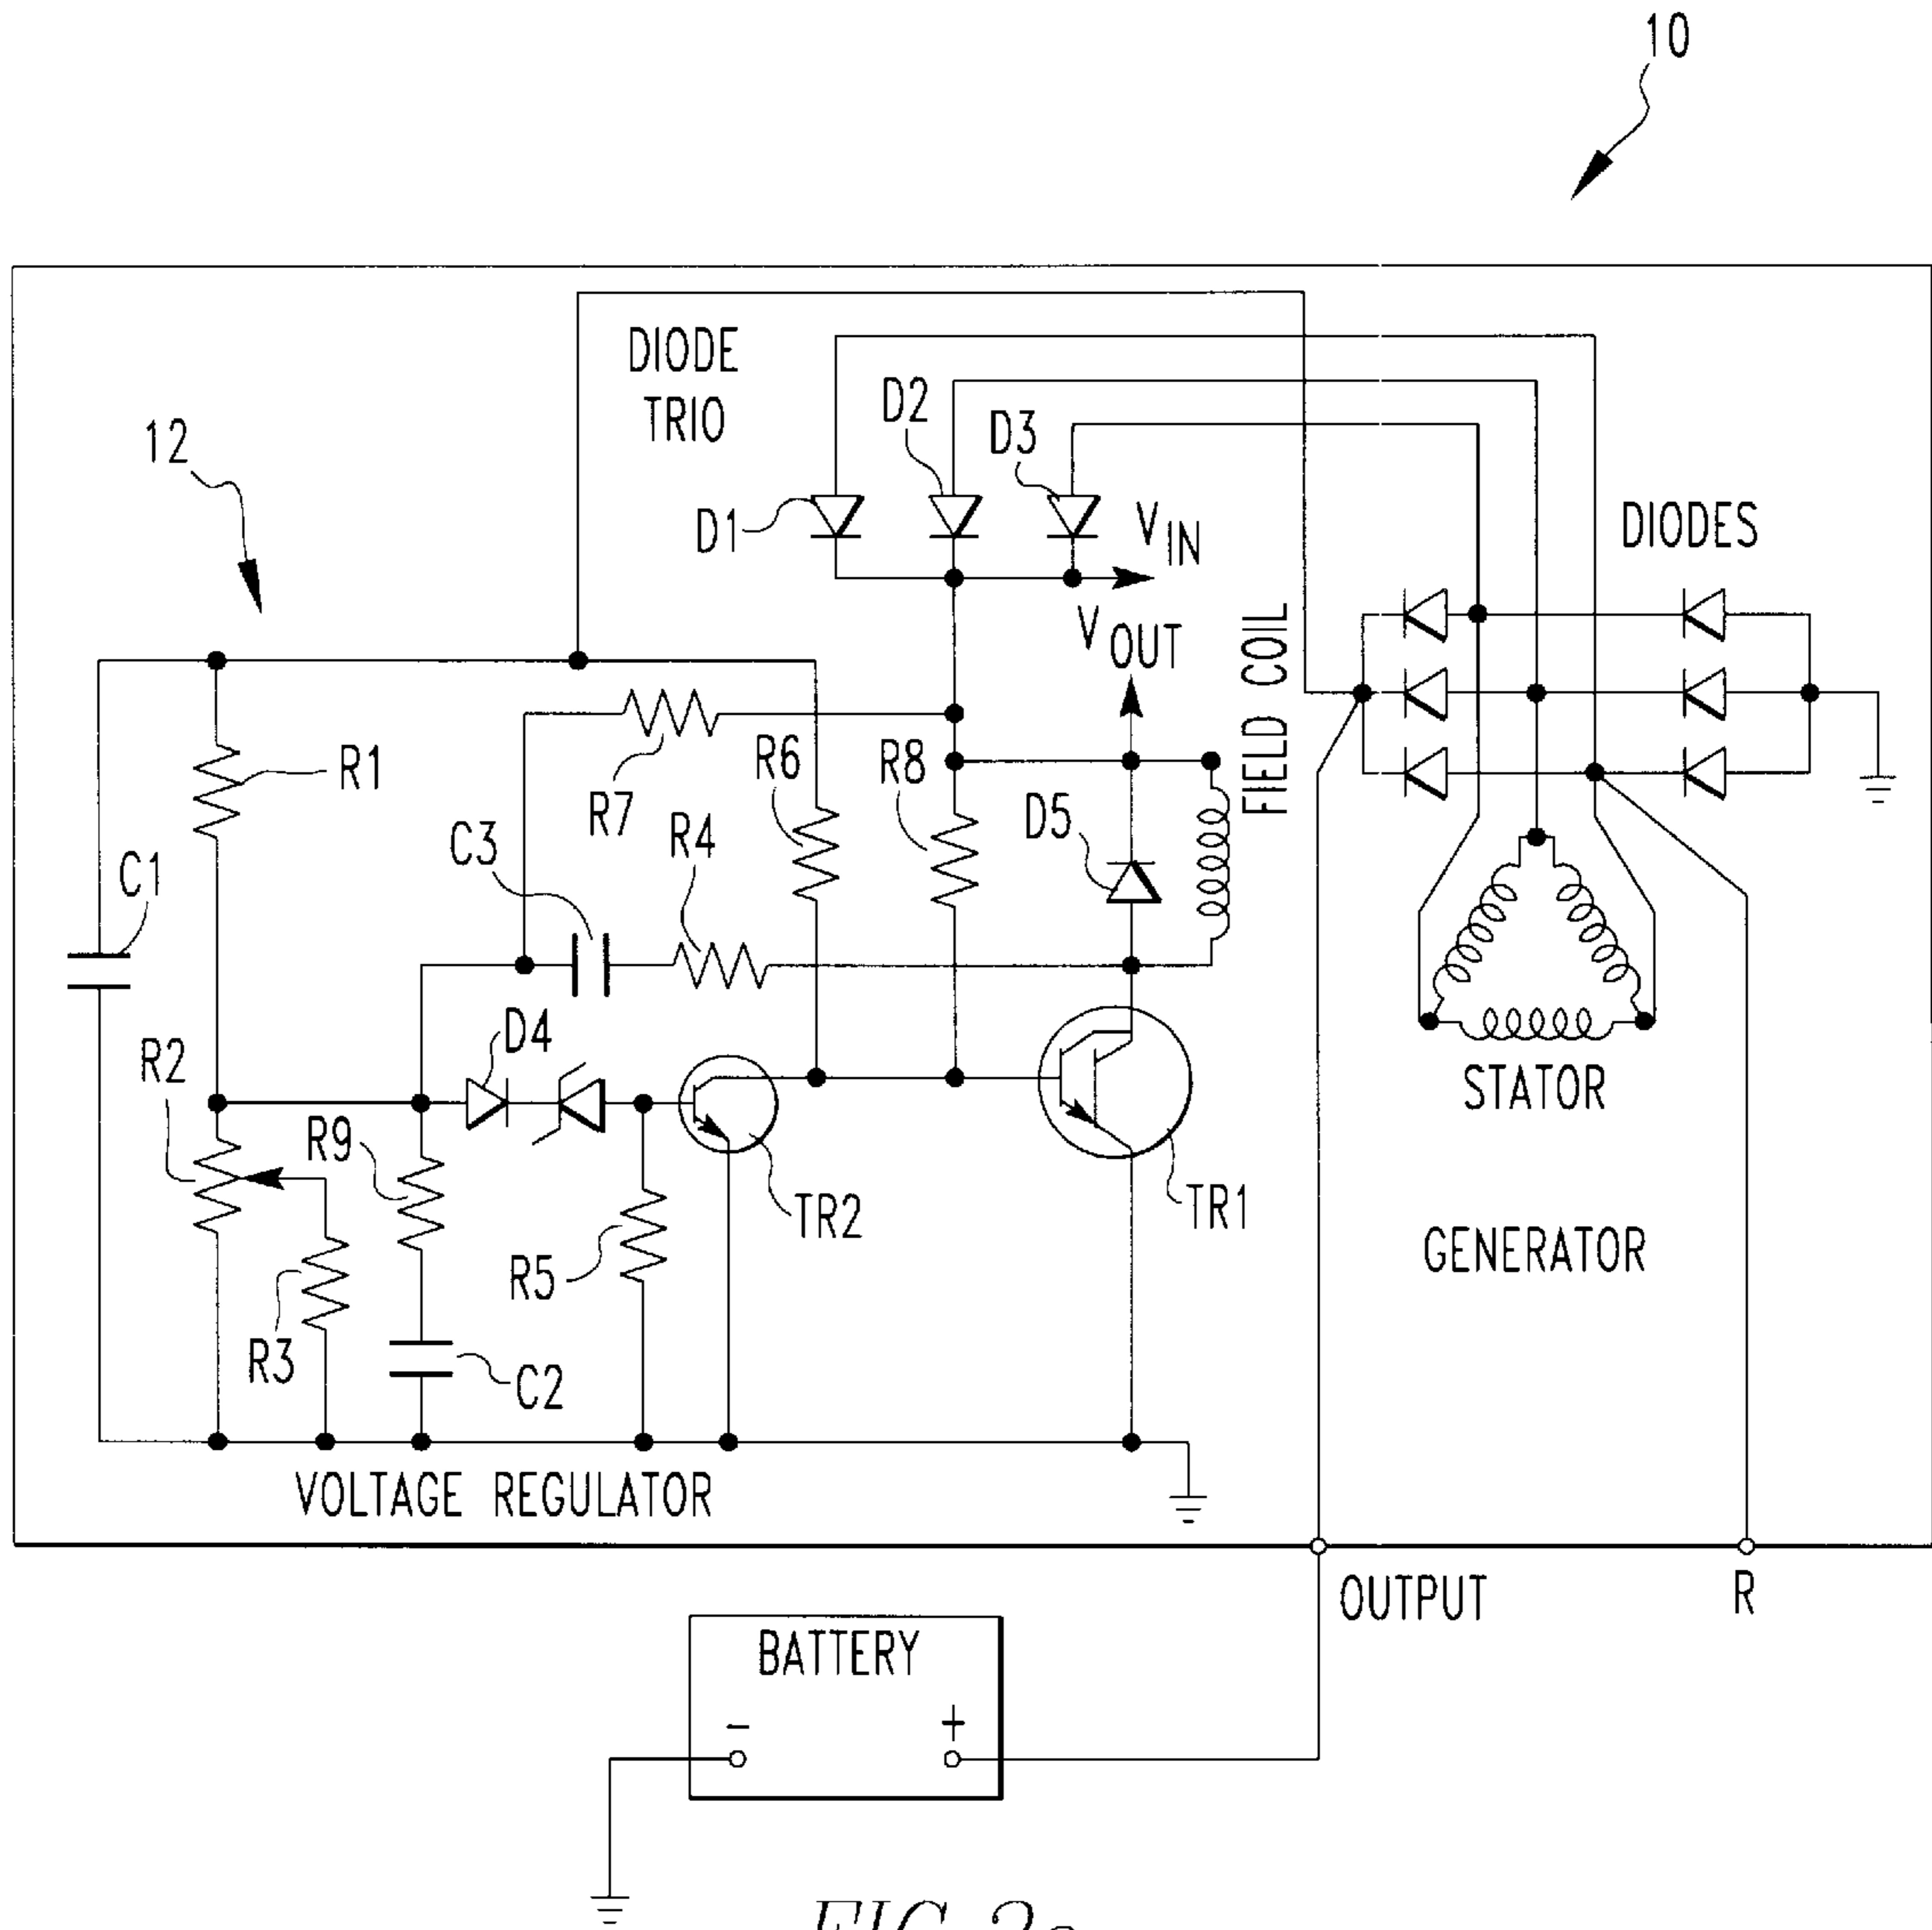 10
DIODE
TRIO
D2
D3
12
D1
V IN
DIODES
V OUT
FIELD COIL
R1
R6
R8
R7
D5
C3
R4
C1
D4
R2
STATOR
R9
TR2
TR1
R5
GENERATOR
R3
C2
VOLTAGE REGULATOR
OUTPUT
R
BATTERY
- +